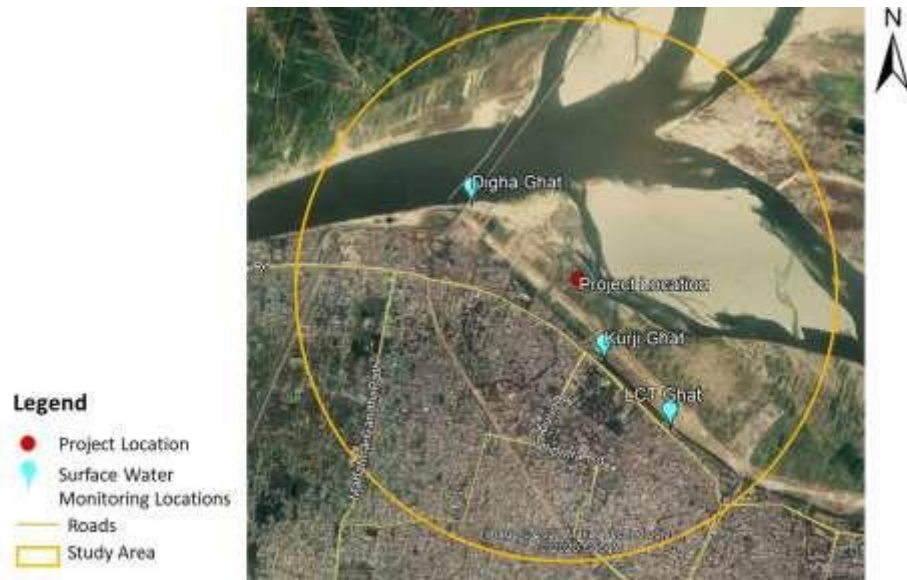 N
Digha Ghat
Project Location
Kurji Ghat
LCT Ghat
Legend
Project Location
Surface Water
Monitoring Locations
Roads
Study Area